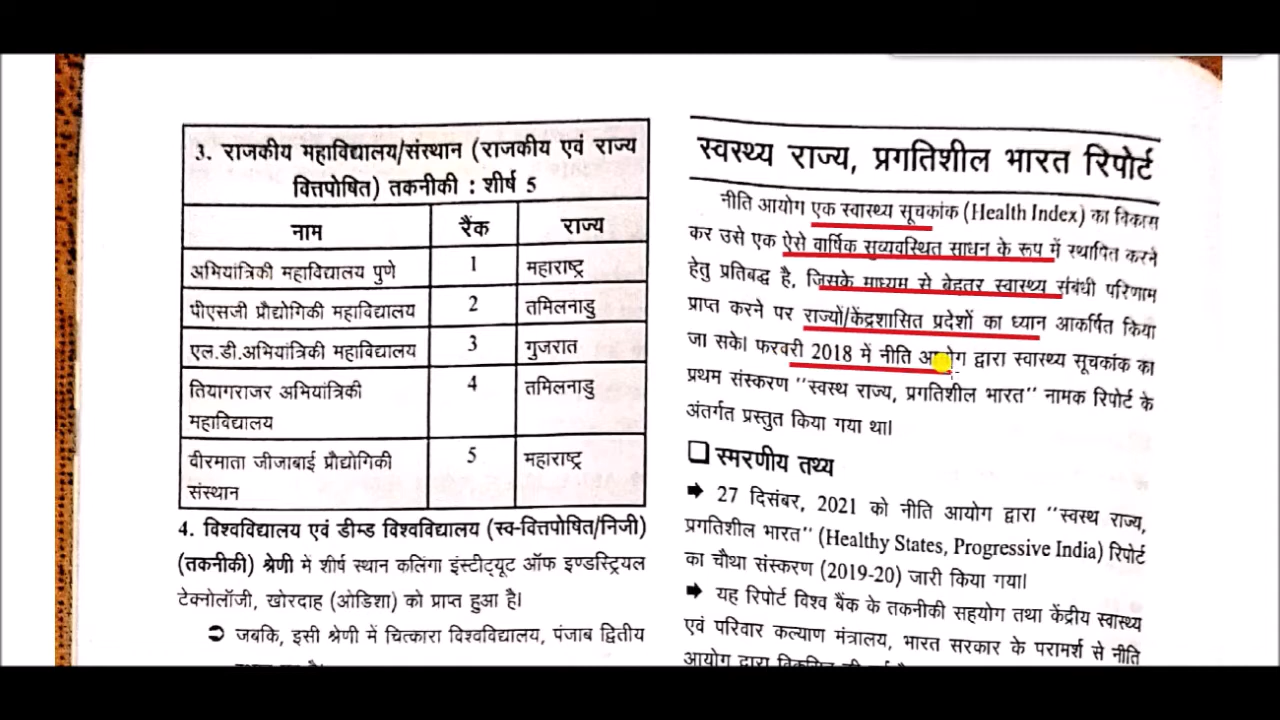 3. राजकीय महाविद्यालय/संस्थान (राजकीय एवं राज्य
वित्तपोषित) तकनीकी : शीर्ष 5
नाम रैंक राज्य
अभियांत्रिकी महाविद्यालय पुणे 1 महाराष्ट्र
पीएसजी प्रौद्योगिकी महाविद्यालय 2 तमिलनाडु
एल.डी.अभियांत्रिकी महाविद्यालय 3 गुजरात
तियागराजर अभियांत्रिकी 4 तमिलनाडु
महाविद्यालय
वीरमाता जीजाबाई प्रौद्योगिकी 5 महाराष्ट्र
संस्थान
4. विश्वविद्यालय एवं डीम्ड विश्वविद्यालय (स्व-वित्तपोषित/निजी)
(तकनीकी) श्रेणी में शीर्ष स्थान कलिंगा इंस्टीट्यूट ऑफ इण्डस्ट्रियल
टेक्नोलॉजी, खोरदाह (ओडिशा) को प्राप्त हुआ है।
➲ जबकि, इसी श्रेणी में चित्कारा विश्वविद्यालय, पंजाब द्वितीय
स्वस्थ्य राज्य, प्रगतिशील भारत रिपोर्ट
नीति आयोग एक स्वास्थ्य सूचकांक (Health Index) का विकास
कर उसे एक ऐसे वार्षिक सुव्यवस्थित साधन के रूप में स्थापित करने
हेतु प्रतिबद्ध है, जिसके माध्यम से बेहतर स्वास्थ्य संबंधी परिणाम
प्राप्त करने पर राज्यों/केंद्रशासित प्रदेशों का ध्यान आकर्षित किया
जा सके। फरवरी 2018 में नीति आयोग द्वारा स्वास्थ्य सूचकांक का
प्रथम संस्करण "स्वस्थ राज्य, प्रगतिशील भारत" नामक रिपोर्ट के
अंतर्गत प्रस्तुत किया गया था।
❑ स्मरणीय तथ्य
➡ 27 दिसंबर, 2021 को नीति आयोग द्वारा "स्वस्थ राज्य,
प्रगतिशील भारत" (Healthy States, Progressive India) रिपोर्ट
का चौथा संस्करण (2019-20) जारी किया गया।
➡ यह रिपोर्ट विश्व बैंक के तकनीकी सहयोग तथा केंद्रीय स्वास्थ्य
एवं परिवार कल्याण मंत्रालय, भारत सरकार के परामर्श से नीति
आयोग द्वारा